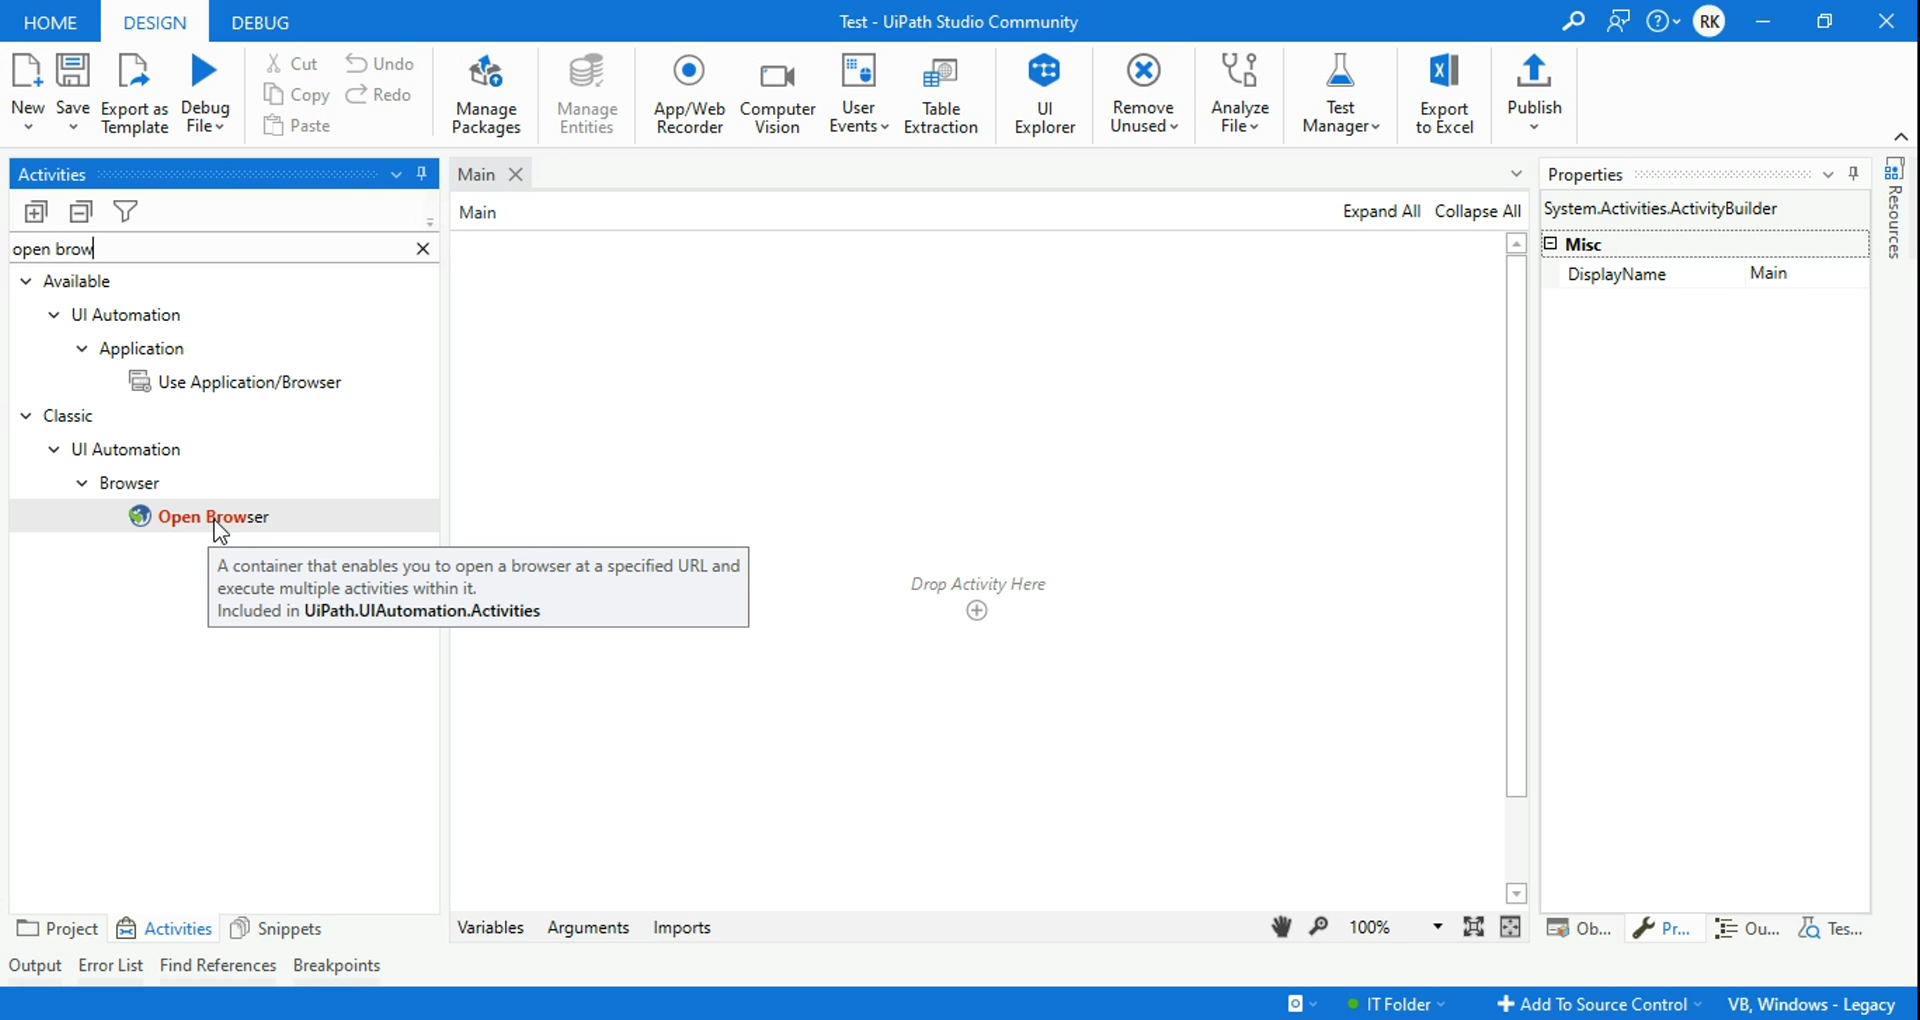 HOME DESIGN DEBUG Test - UiPath Studio Community RK
New Save Export as Template Debug File Cut Copy Paste Undo Redo Manage Packages Manage Entities App/Web Recorder Computer Vision User Events Table Extraction UI Explorer Remove Unused Analyze File Test Manager Export to Excel Publish
Activities
open brow
Available
UI Automation
Application
Use Application/Browser
Classic
UI Automation
Browser
Open Browser
A container that enables you to open a browser at a specified URL and
execute multiple activities within it.
Included in UiPath.UIAutomation.Activities
Project Activities Snippets
Main
Main Expand All Collapse All
Drop Activity Here
Variables Arguments Imports 100%
Properties
System.Activities.ActivityBuilder
Misc
DisplayName Main
Ob... Pr... Ou... Tes...
Resources
Output Error List Find References Breakpoints
IT Folder Add To Source Control VB, Windows - Legacy